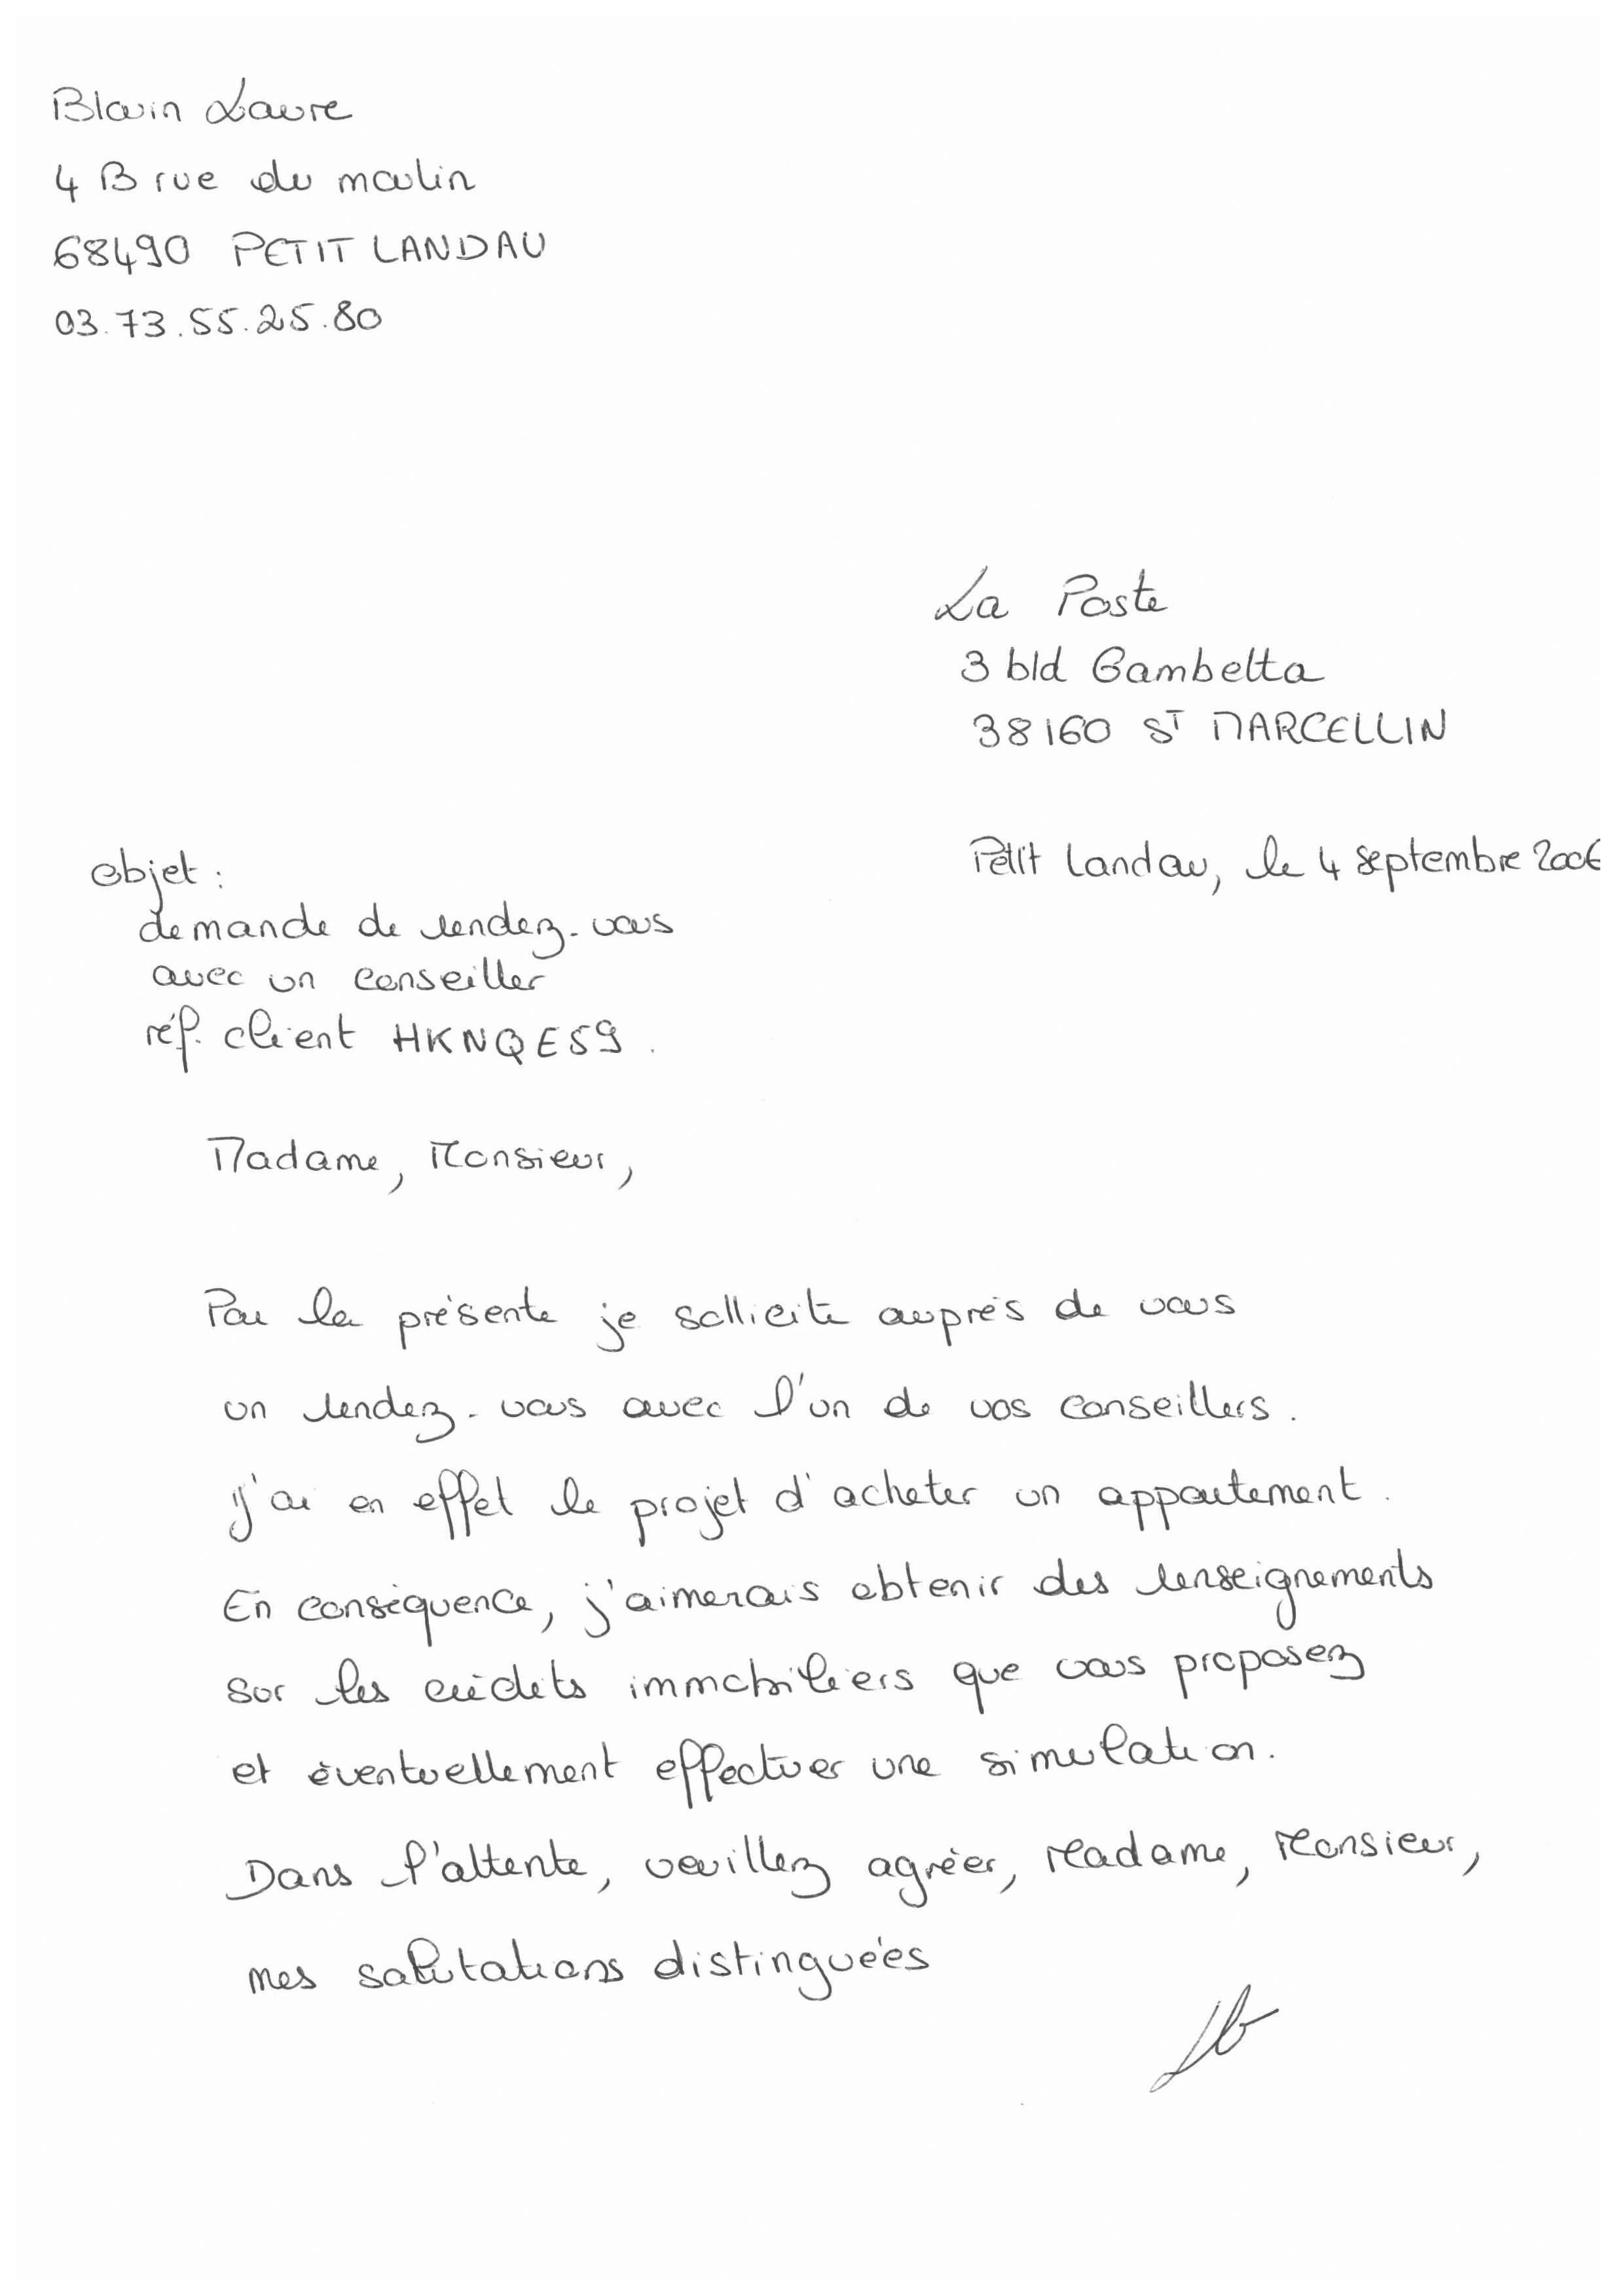 Blain Laure
4 B rue du moulin
68490 PETIT LANDAU
03.73.55.25.80
La Poste
3 bld Gambetta
38160 ST MARCELLIN
Petit Landau, le 4 septembre 2006
objet :
demande de rendez-vous
avec un conseiller
réf. client HKNQE59.
Madame, Monsieur,
Par la présente je sollicite auprès de vous
un rendez-vous avec l'un de vos conseillers.
J'ai en effet le projet d'acheter un appartement.
En conséquence, j'aimerais obtenir des renseignements
sur les crédits immobiliers que vous proposez
et éventuellement effectuer une simulation.
Dans l'attente, veuillez agréer, Madame, Monsieur,
mes salutations distinguées